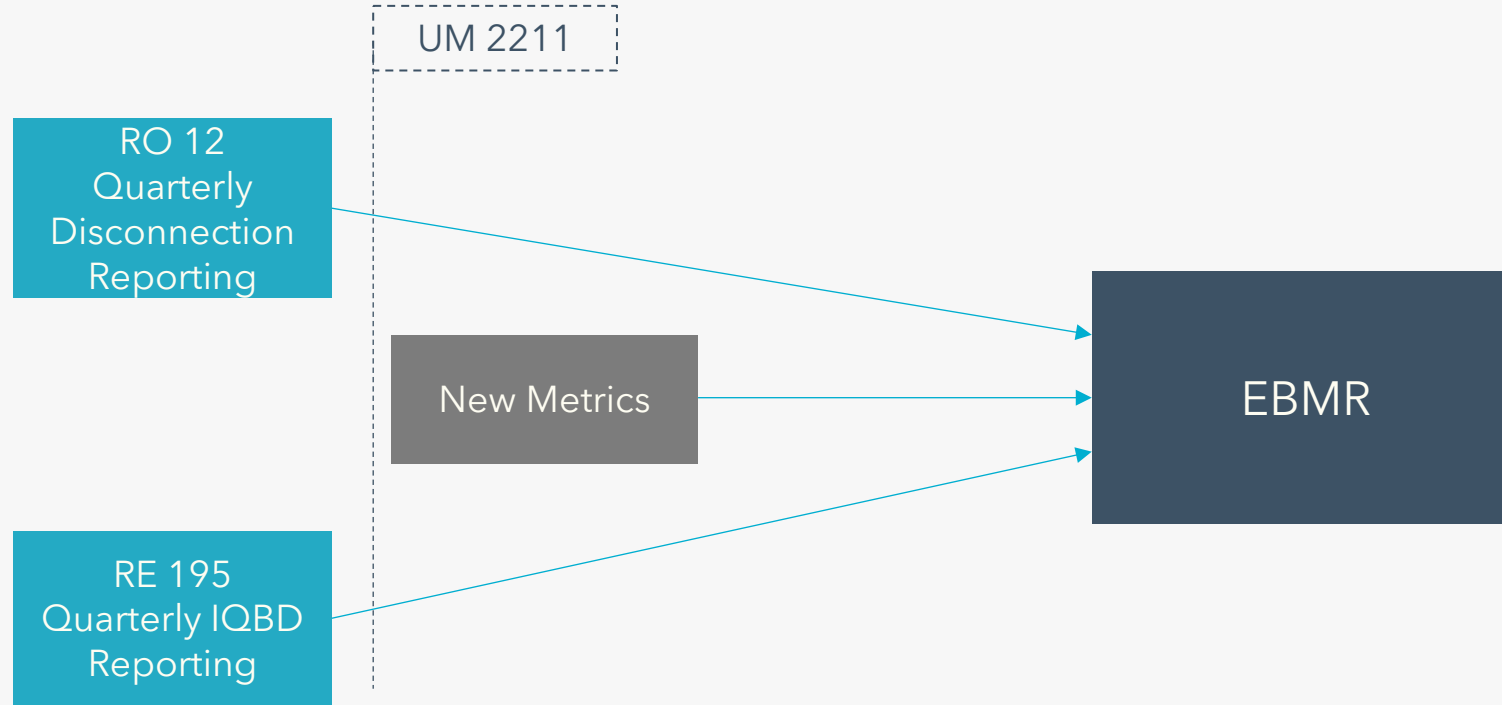 UM 2211
RO 12
Quarterly
Disconnection
Reporting
New Metrics
EBMR
RE 195
Quarterly IQBD
Reporting